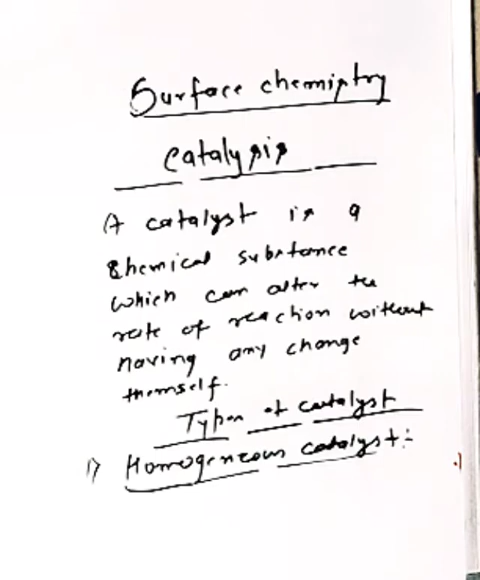 Surface chemistry
Catalysis
A catalyst is a
chemical substance
which can alter the
rate of reaction without
having any change
themself.
Types of catalyst
1) Homogeneous catalyst:-